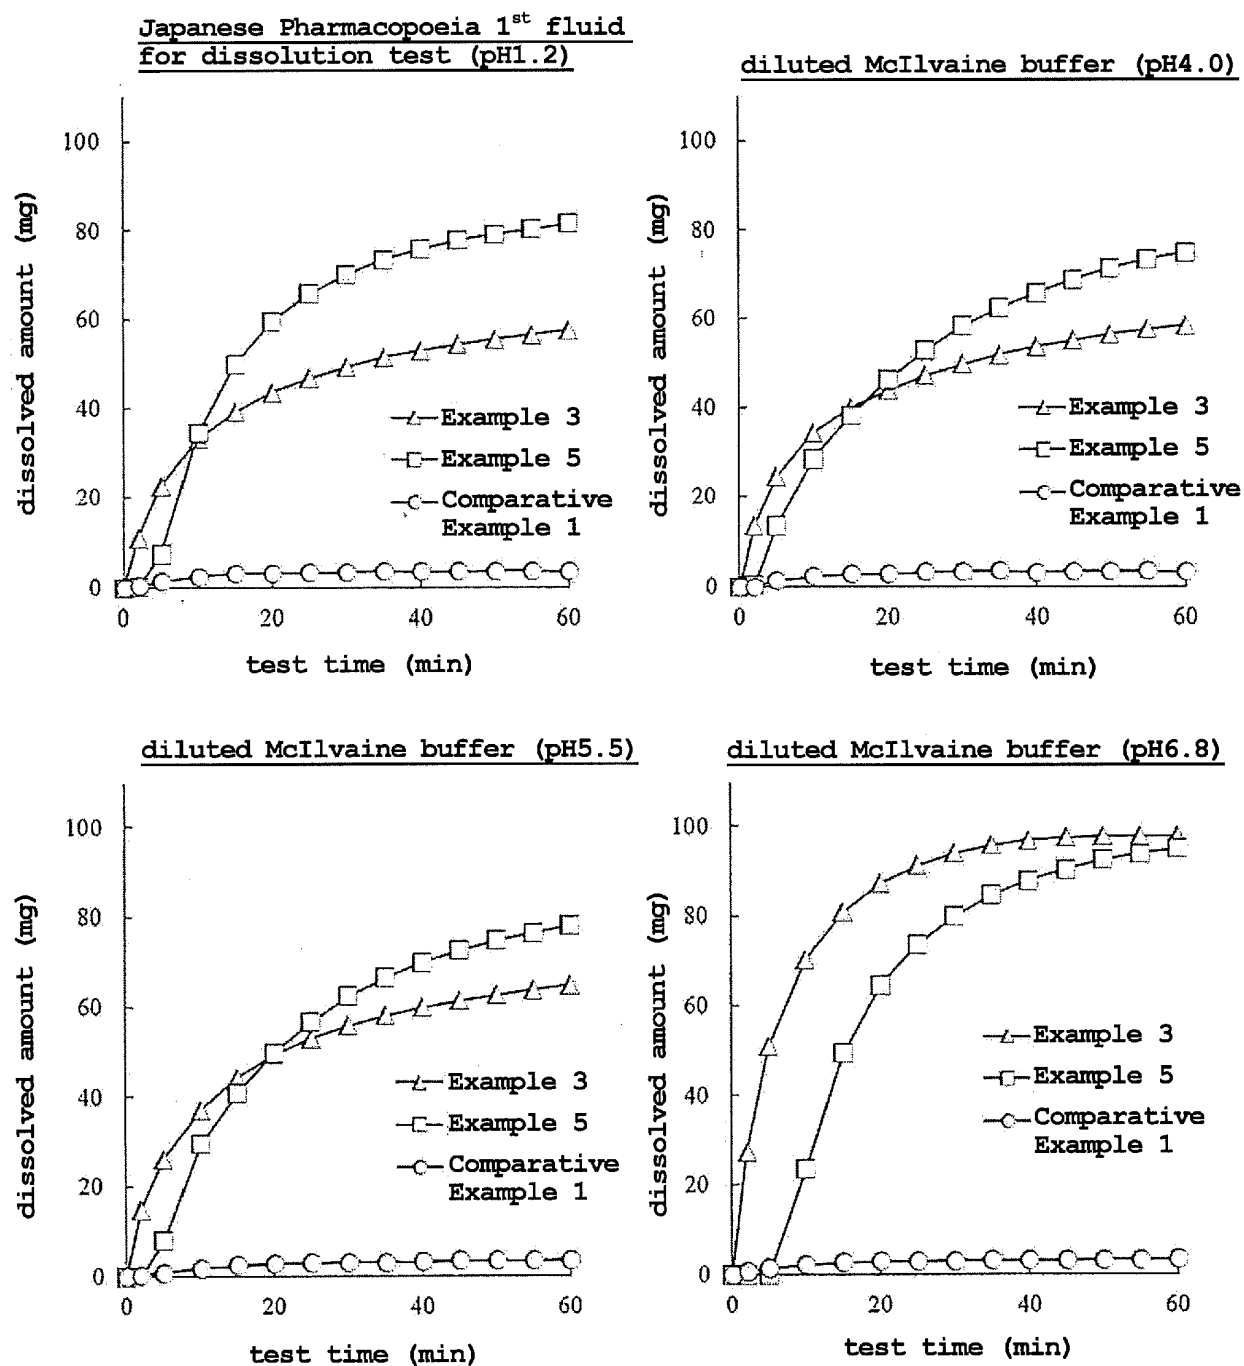 Japanese Pharmacopoeia 1st fluid
for dissolution test (pH1.2)
100
80
60
40
20
0
dissolved amount (mg)
Example 3
Example 5
Comparative
Example 1
0 20 40 60
test time (min)
diluted McIlvaine buffer (pH4.0)
100
80
60
40
20
0
dissolved amount (mg)
Example 3
Example 5
Comparative
Example 1
0 20 40 60
test time (min)
diluted McIlvaine buffer (pH5.5)
100
80
60
40
20
0
dissolved amount (mg)
Example 3
Example 5
Comparative
Example 1
0 20 40 60
test time (min)
diluted McIlvaine buffer (pH6.8)
100
80
60
40
20
0
dissolved amount (mg)
Example 3
Example 5
Comparative
Example 1
0 20 40 60
test time (min)